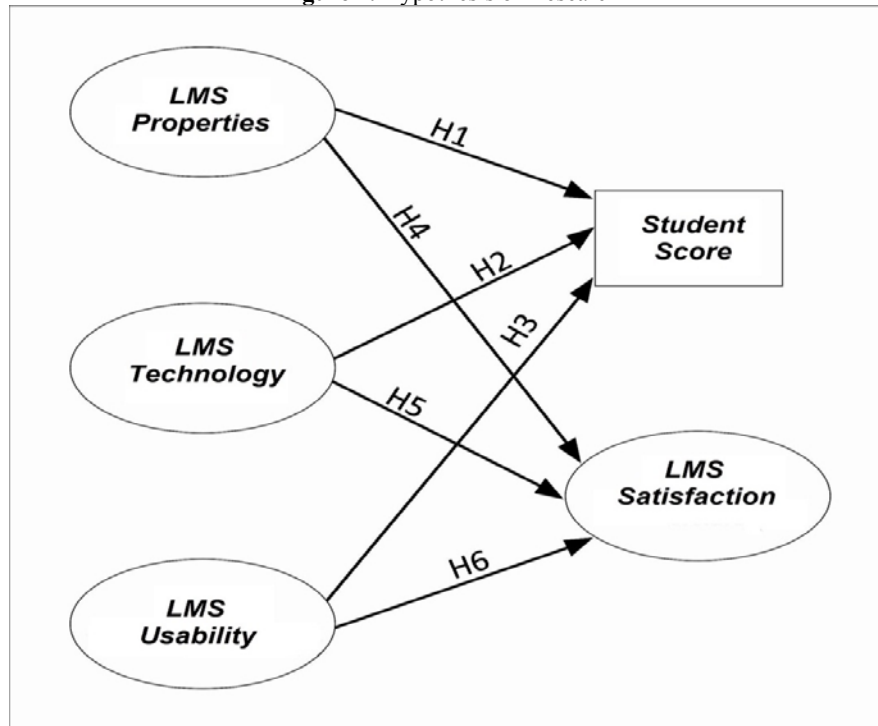 LMS
Properties
H1
H4
Student
Score
H2
H3
LMS
Technology
H5
LMS
Satisfaction
H6
LMS
Usability